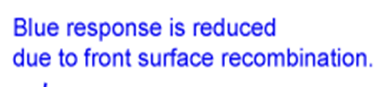 Blue response is reduced
due to front surface recombination.